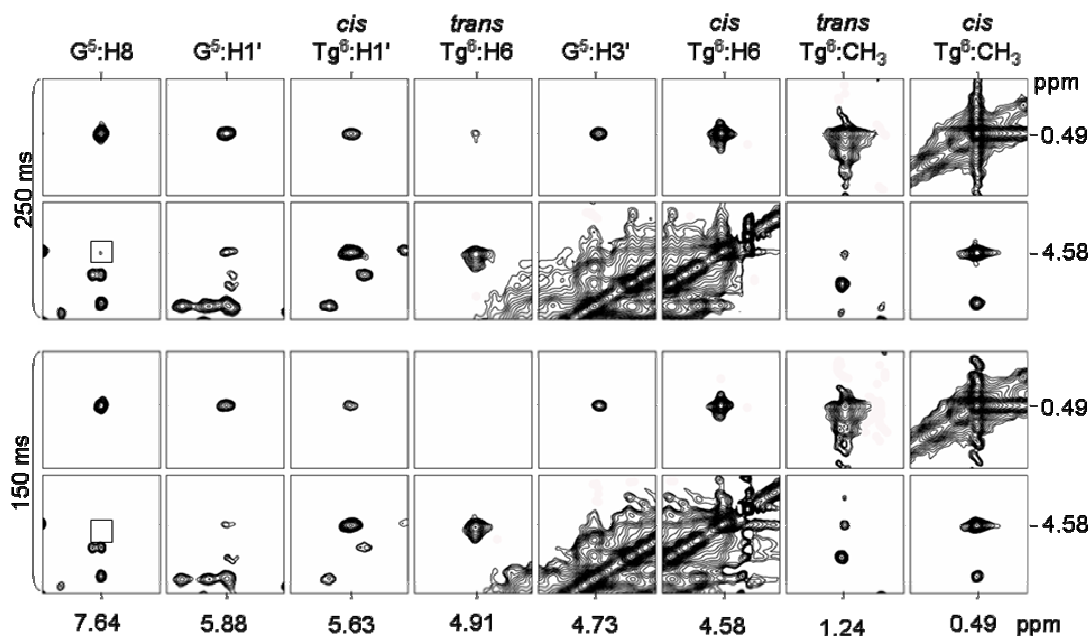 cis trans trans cis
G⁵:H8 G⁵:H1' Tg⁶:H1' Tg⁶:H6 G⁵:H3' cis Tg⁶:H6 Tg⁶:CH₃ Tg⁶:CH₃
ppm
250 ms
0.49
4.58
150 ms
0.49
4.58
7.64 5.88 5.63 4.91 4.73 4.58 1.24 0.49 ppm